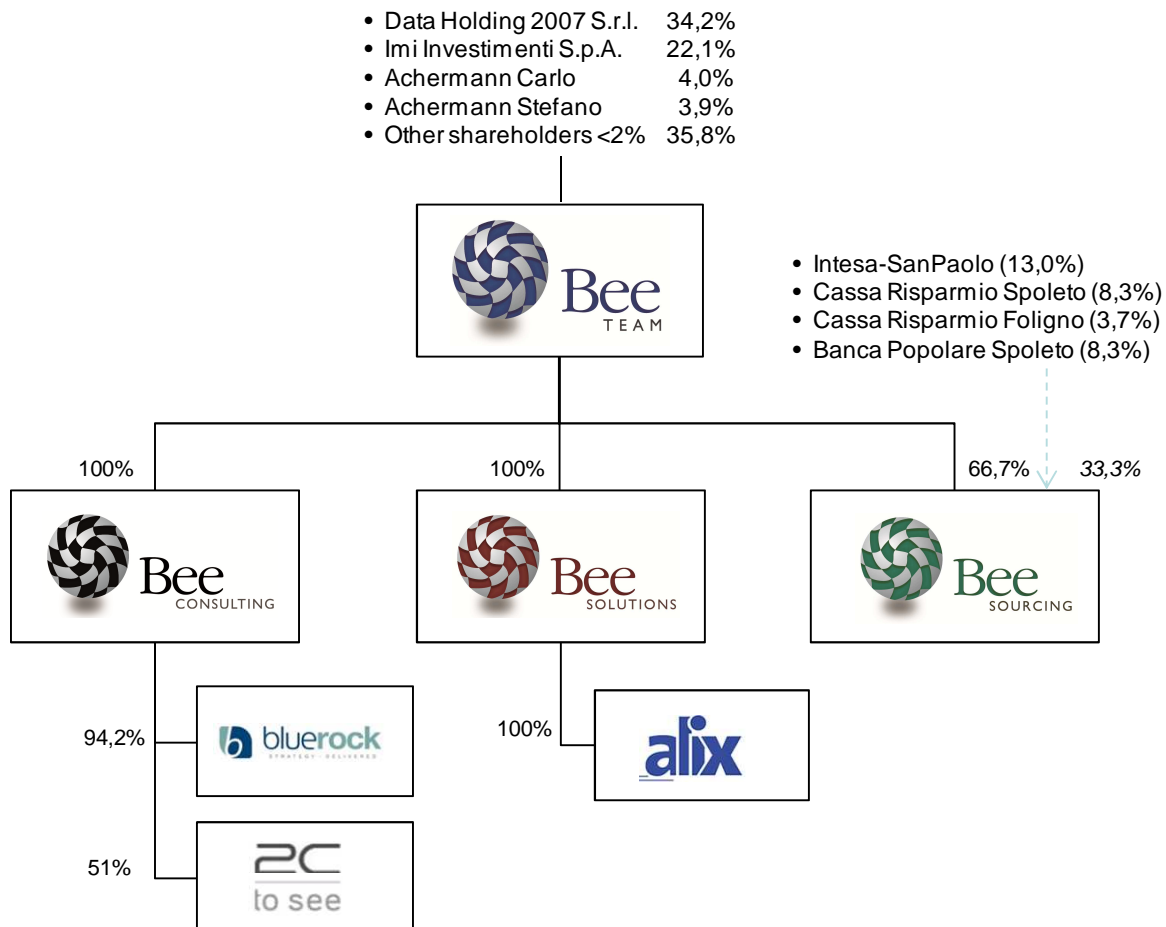 • Data Holding 2007 S.r.l. 34,2%
• Imi Investimenti S.p.A. 22,1%
• Achermann Carlo 4,0%
• Achermann Stefano 3,9%
• Other shareholders <2% 35,8%
Bee
TEAM
• Intesa-SanPaolo (13,0%)
• Cassa Risparmio Spoleto (8,3%)
• Cassa Risparmio Foligno (3,7%)
• Banca Popolare Spoleto (8,3%)
100%
100%
66,7% 33,3%
Bee
CONSULTING
Bee
SOLUTIONS
Bee
SOURCING
94,2%
b bluerock
STRATEGY - DELIVERED
100%
alix
51%
2C
to see